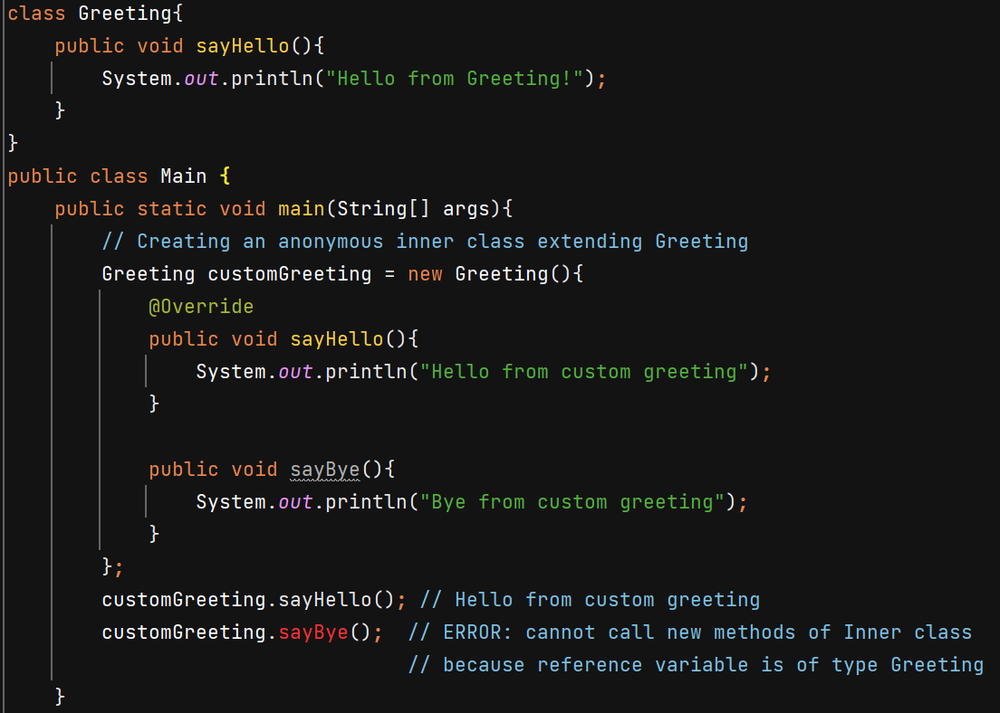 class Greeting{
    public void sayHello(){
        System.out.println("Hello from Greeting!");
    }
}
public class Main {
    public static void main(String[] args){
        // Creating an anonymous inner class extending Greeting
        Greeting customGreeting = new Greeting(){
            @Override
            public void sayHello(){
                System.out.println("Hello from custom greeting");
            }

            public void sayBye(){
                System.out.println("Bye from custom greeting");
            }
        };
        customGreeting.sayHello(); // Hello from custom greeting
        customGreeting.sayBye();  // ERROR: cannot call new methods of Inner class
                                  // because reference variable is of type Greeting
    }